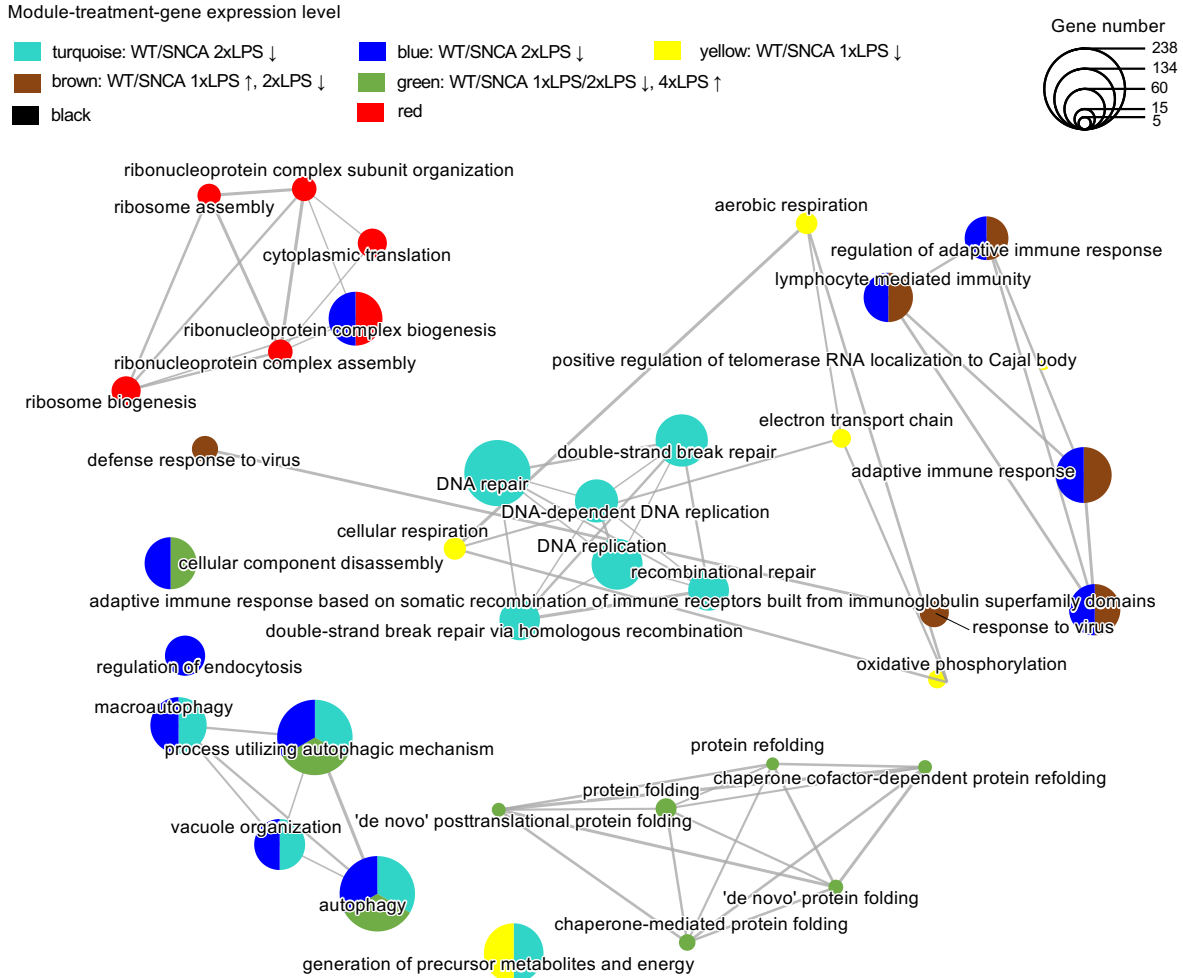 Module-treatment-gene expression level
turquoise: WT/SNCA 2xLPS ↓
blue: WT/SNCA 2xLPS ↓
yellow: WT/SNCA 1xLPS ↓
brown: WT/SNCA 1xLPS ↑, 2xLPS ↓
green: WT/SNCA 1xLPS/2xLPS ↓, 4xLPS ↑
black
red
Gene number
238
134
60
15
5
ribonucleoprotein complex subunit organization
ribosome assembly
cytoplasmic translation
ribonucleoprotein complex biogenesis
ribonucleoprotein complex assembly
ribosome biogenesis
aerobic respiration
regulation of adaptive immune response
lymphocyte mediated immunity
positive regulation of telomerase RNA localization to Cajal body
electron transport chain
defense response to virus
double-strand break repair
adaptive immune response
DNA repair
DNA-dependent DNA replication
cellular respiration
DNA replication
cellular component disassembly
recombinational repair
adaptive immune response based on somatic recombination of immune receptors built from immunoglobulin superfamily domains
double-strand break repair via homologous recombination
response to virus
regulation of endocytosis
oxidative phosphorylation
macroautophagy
process utilizing autophagic mechanism
protein refolding
chaperone cofactor-dependent protein refolding
protein folding
'de novo' posttranslational protein folding
vacuole organization
'de novo' protein folding
autophagy
chaperone-mediated protein folding
generation of precursor metabolites and energy